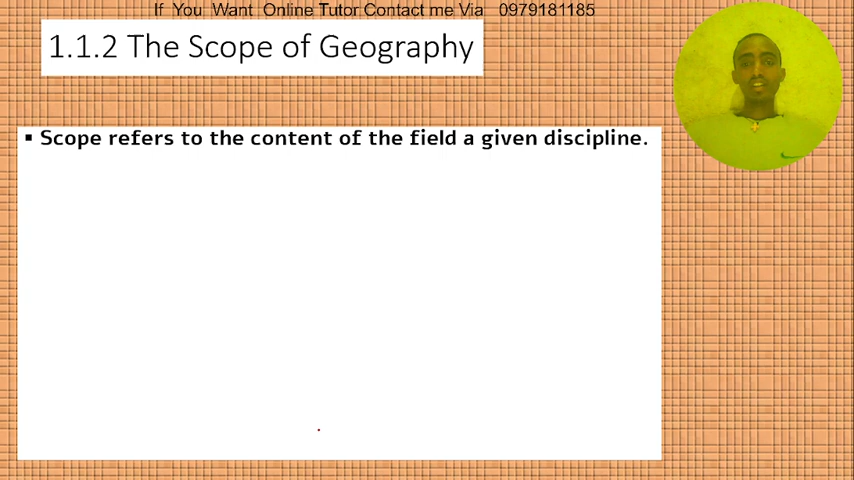 If You Want Online Tutor Contact me Via 0979181185
1.1.2 The Scope of Geography
▪ Scope refers to the content of the field a given discipline.